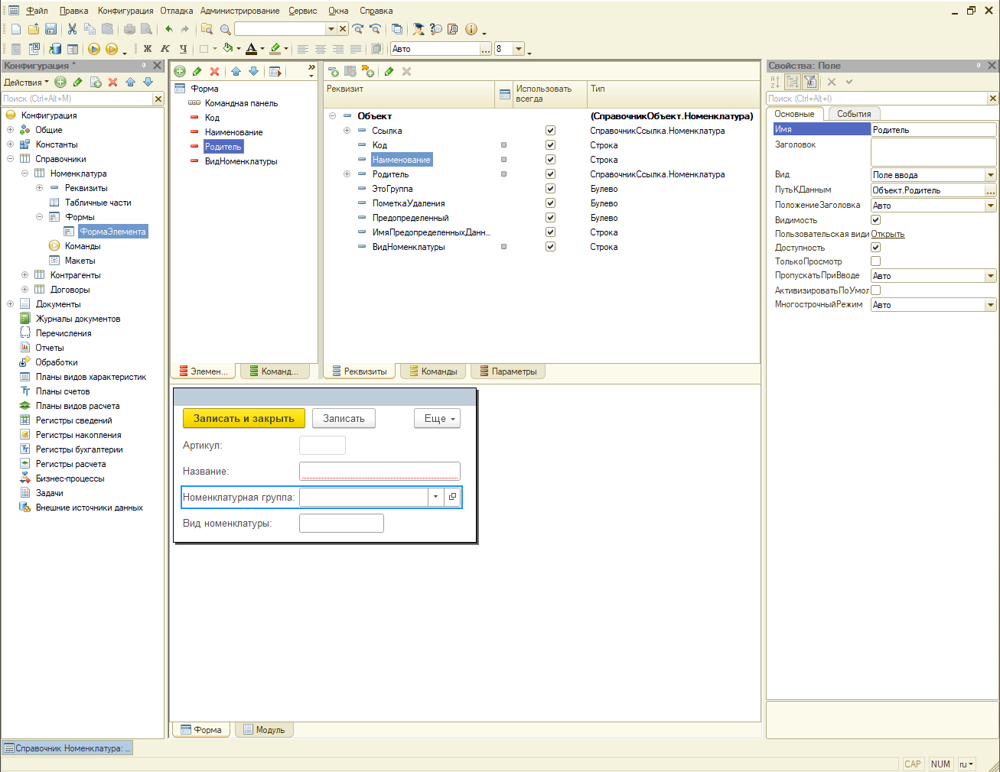 Файл Правка Конфигурация Отладка Администрирование Сервис Окна Справка
Ж К Ч Авто ... 8
Конфигурация *
Действия
Поиск (Ctrl+Alt+M)
Конфигурация
Общие
Константы
Справочники
Номенклатура
Реквизиты
Табличные части
Формы
ФормаЭлемента
Команды
Макеты
Контрагенты
Договоры
Документы
Журналы документов
Перечисления
Отчеты
Обработки
Планы видов характеристик
Планы счетов
Планы видов расчета
Регистры сведений
Регистры накопления
Регистры бухгалтерии
Регистры расчета
Бизнес-процессы
Задачи
Внешние источники данных
Форма
Командная панель
Код
Наименование
Родитель
ВидНоменклатуры
Элемен... Команд...
Реквизит Использовать всегда Тип
Объект (СправочникОбъект.Номенклатура)
Ссылка СправочникСсылка.Номенклатура
Код Строка
Наименование Строка
Родитель СправочникСсылка.Номенклатура
ЭтоГруппа Булево
ПометкаУдаления Булево
Предопределенный Булево
ИмяПредопределенныхДанн... Строка
ВидНоменклатуры Строка
Реквизиты Команды Параметры
Записать и закрыть Записать Еще
Артикул:
Название:
Номенклатурная группа:
Вид номенклатуры:
Форма Модуль
Свойства: Поле
Поиск (Ctrl+Alt+I)
Основные События
Имя Родитель
Заголовок
Вид Поле ввода
ПутьКДанным Объект.Родитель ...
ПоложениеЗаголовка Авто
Видимость
Пользовательская види Открыть
Доступность
ТолькоПросмотр
ПропускатьПриВводе Авто
АктивизироватьПоУмол
МногострочныйРежим Авто
Справочник Номенклатура: ...
CAP NUM ru